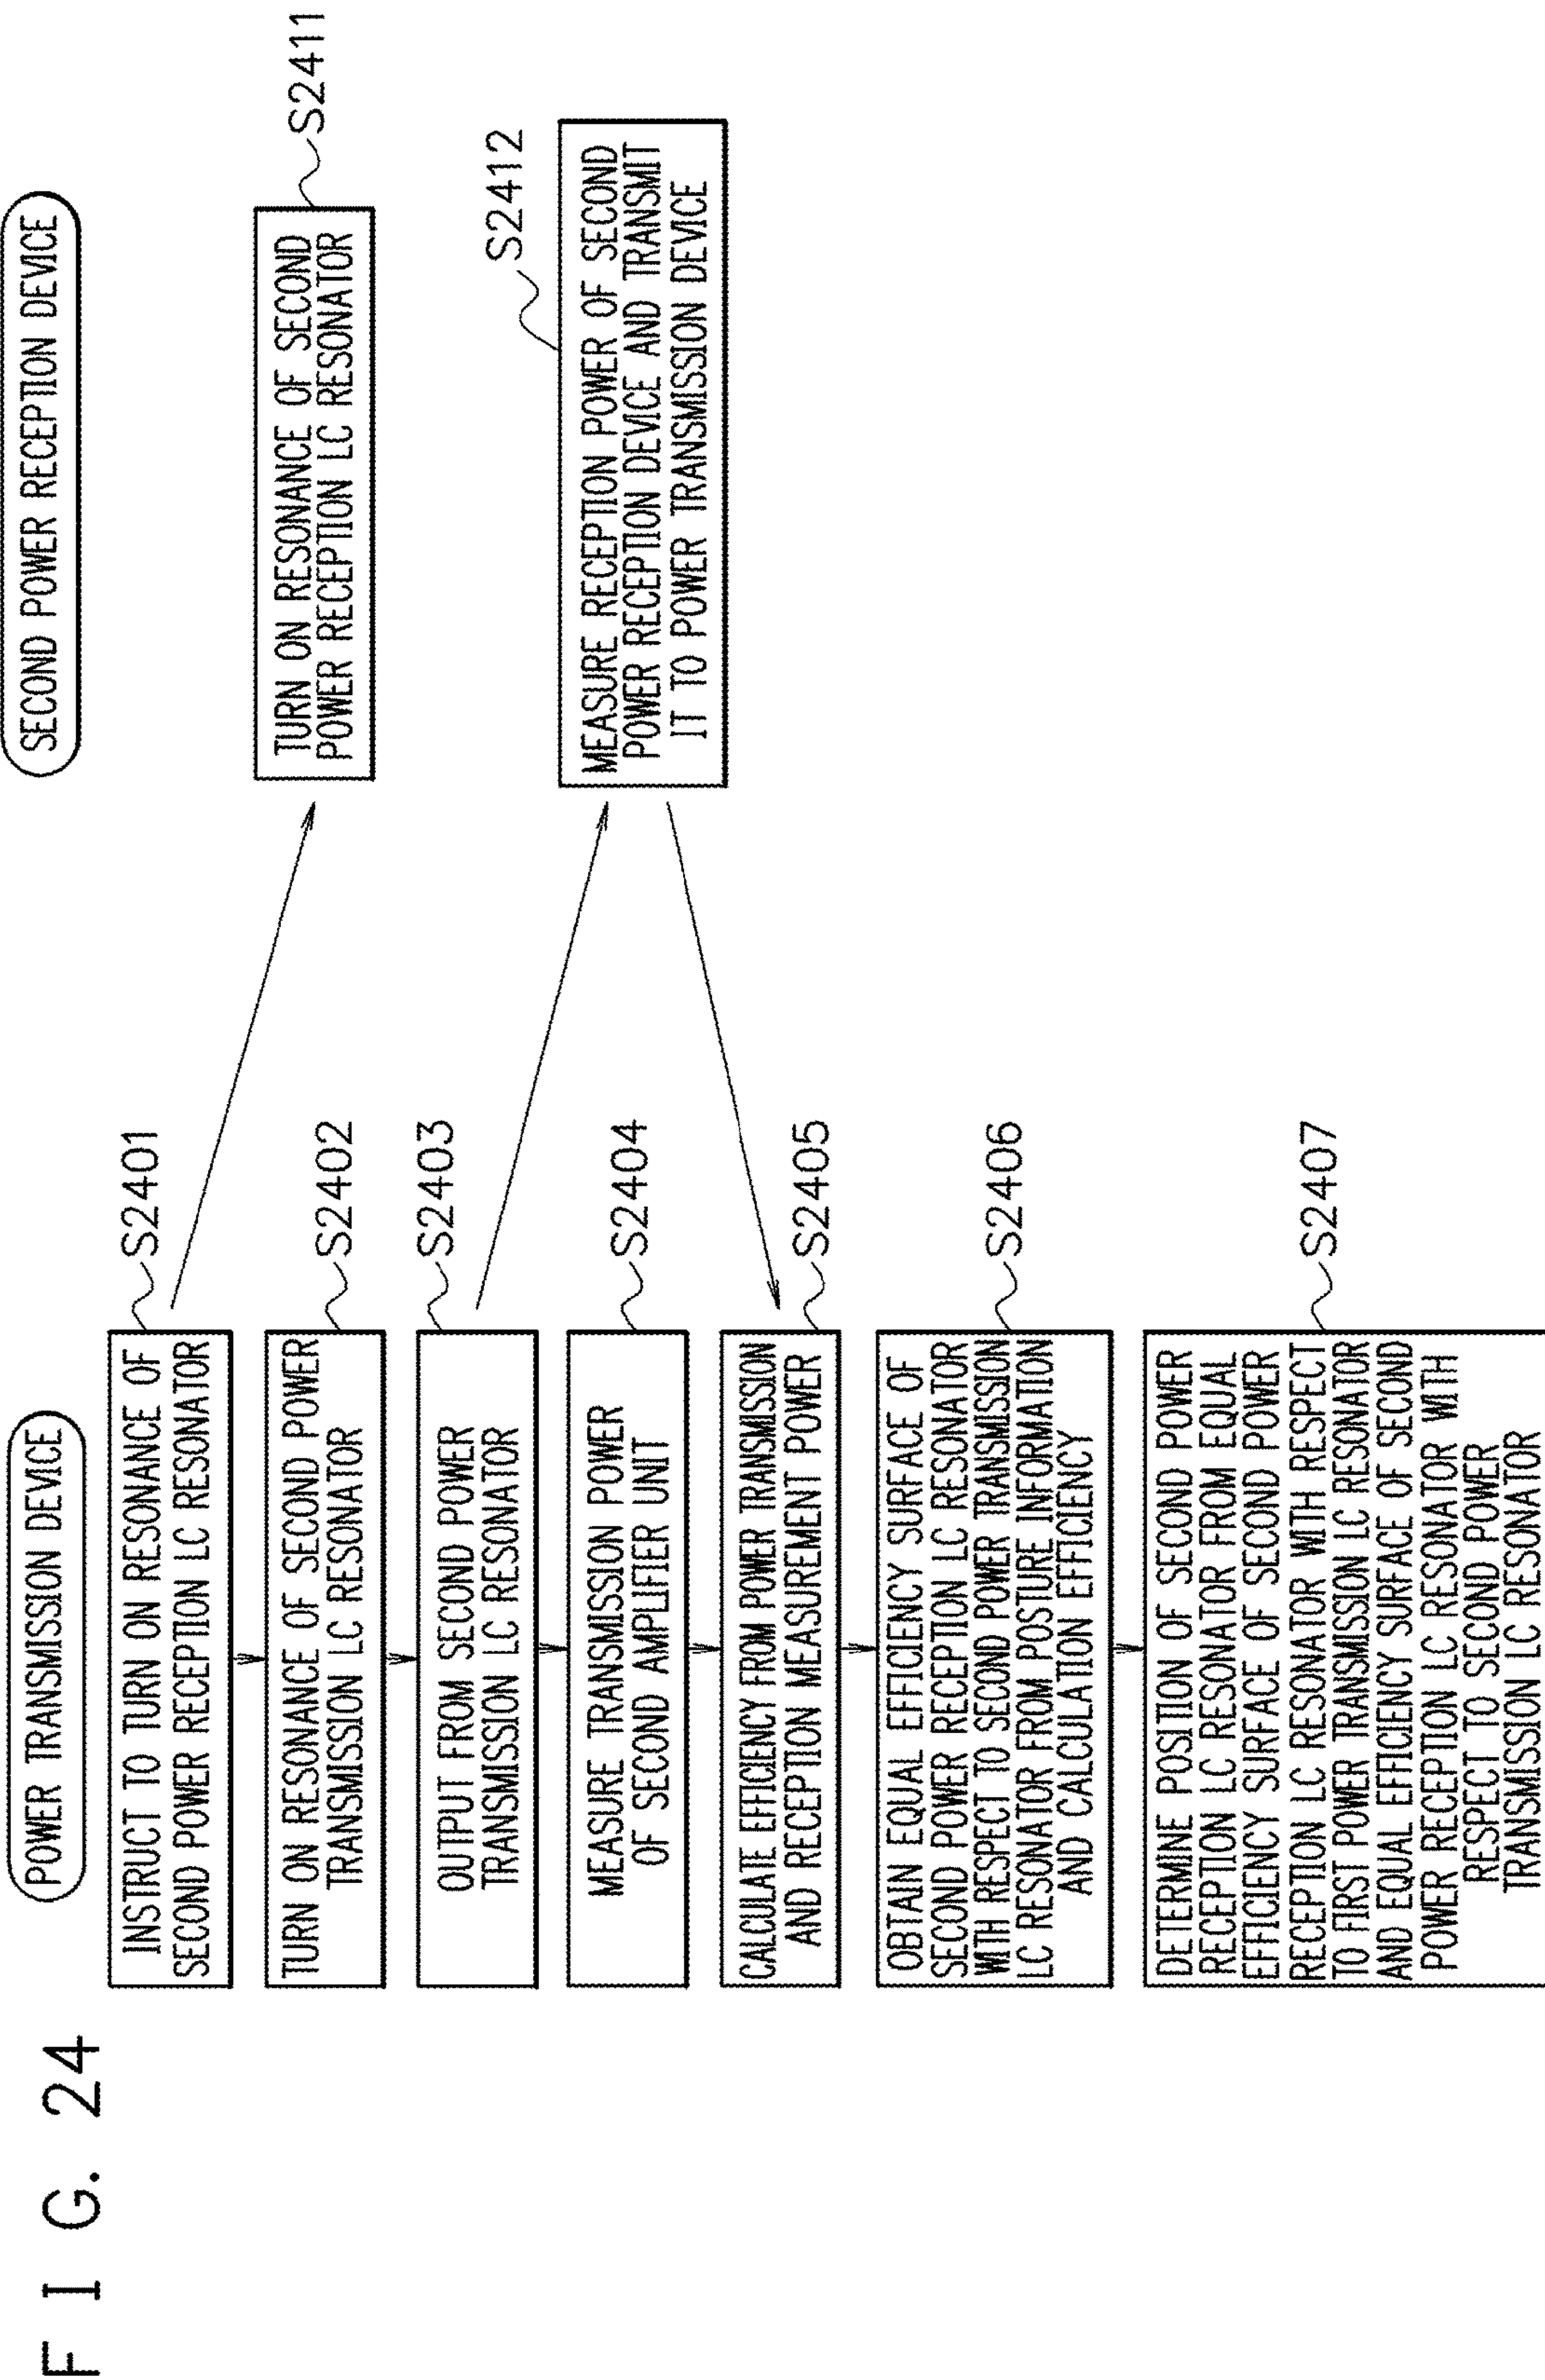 FIG. 24
POWER TRANSMISSION DEVICE
SECOND POWER RECEPTION DEVICE
INSTRUCT TO TURN ON RESONANCE OF
SECOND POWER RECEPTION LC RESONATOR
S2401
TURN ON RESONANCE OF SECOND
POWER RECEPTION LC RESONATOR
S2411
TURN ON RESONANCE OF SECOND POWER
TRANSMISSION LC RESONATOR
S2402
OUTPUT FROM SECOND POWER
TRANSMISSION LC RESONATOR
S2403
MEASURE RECEPTION POWER OF SECOND
POWER RECEPTION DEVICE AND TRANSMIT
IT TO POWER TRANSMISSION DEVICE
S2412
MEASURE TRANSMISSION POWER
OF SECOND AMPLIFIER UNIT
S2404
CALCULATE EFFICIENCY FROM POWER TRANSMISSION
AND RECEPTION MEASUREMENT POWER
S2405
OBTAIN EQUAL EFFICIENCY SURFACE OF
SECOND POWER RECEPTION LC RESONATOR
WITH RESPECT TO SECOND POWER TRANSMISSION
LC RESONATOR FROM POSTURE INFORMATION
AND CALCULATION EFFICIENCY
S2406
DETERMINE POSITION OF SECOND POWER
RECEPTION LC RESONATOR FROM EQUAL
EFFICIENCY SURFACE OF SECOND POWER
RECEPTION LC RESONATOR WITH RESPECT
TO FIRST POWER TRANSMISSION LC RESONATOR
AND EQUAL EFFICIENCY SURFACE OF SECOND
POWER RECEPTION LC RESONATOR WITH
RESPECT TO SECOND POWER
TRANSMISSION LC RESONATOR
S2407